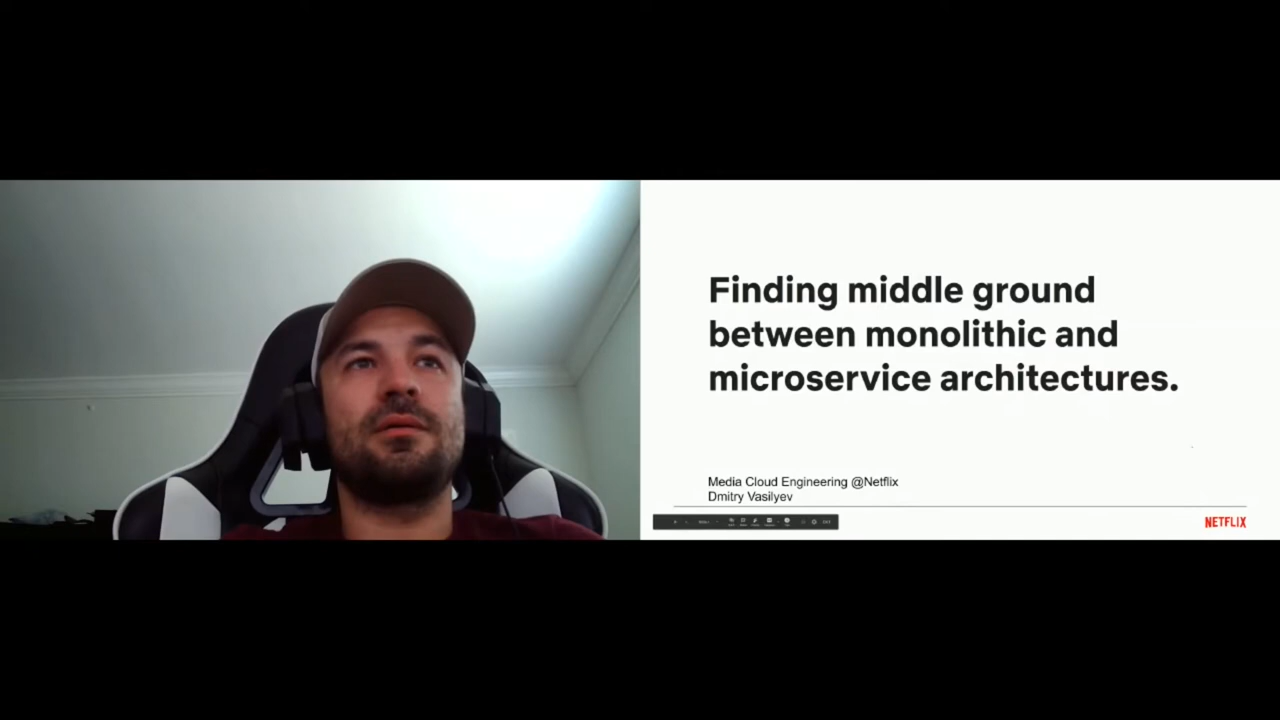 Finding middle ground
between monolithic and
microservice architectures.
Media Cloud Engineering @Netflix
Dmitry Vasilyev
NETFLIX